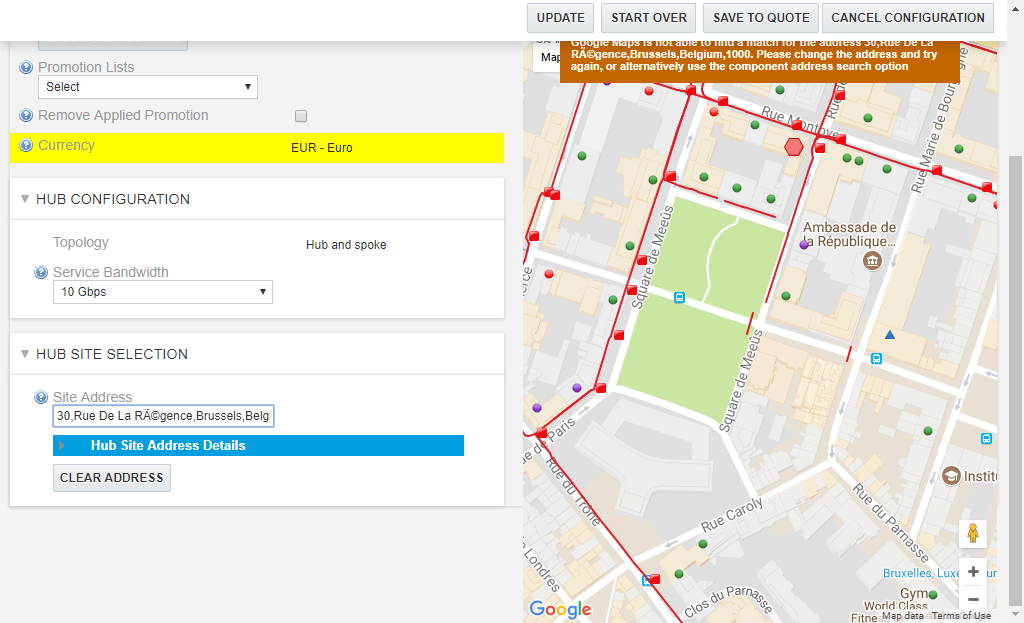 UPDATE
START OVER
SAVE TO QUOTE
CANCEL CONFIGURATION
Promotion Lists
Select
Remove Applied Promotion
Currency
EUR - Euro
HUB CONFIGURATION
Topology
Hub and spoke
Service Bandwidth
10 Gbps
HUB SITE SELECTION
Site Address
30,Rue De La RÃ©gence,Brussels,Belg
Hub Site Address Details
CLEAR ADDRESS
Google Maps is not able to find a match for the address 30,Rue De La
RÃ©gence,Brussels,Belgium,1000. Please change the address and try
again, or alternatively use the component address search option
Map
Rue Montoye
Rue Marie de Bourgogne
Square de Meeûs
Ambassade de
la République...
Square de Meeûs
de Paris
Rue du Trône
Rue Caroly
Rue du Parnasse
Institu
Londres
Clos du Parnasse
Bruxelles, Luxe
Gym
World Class
Fitnes
Google
Map data
Terms of Use